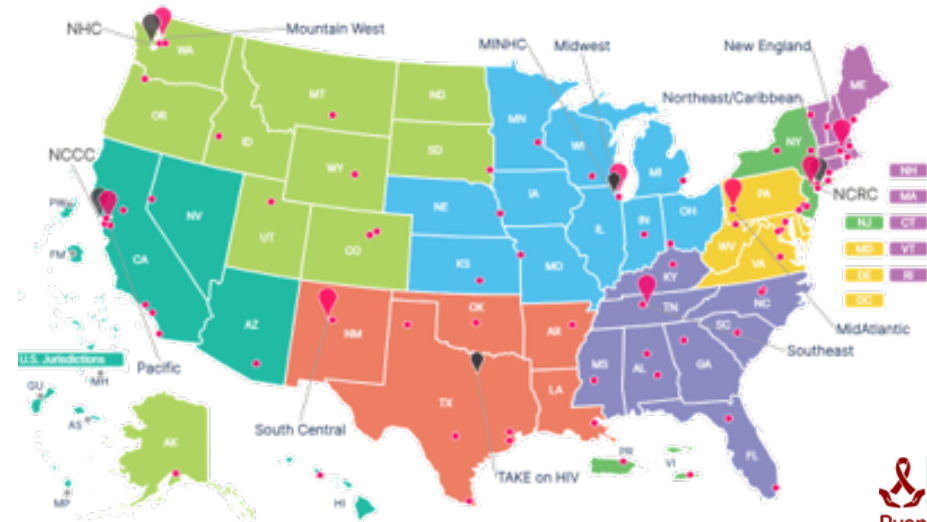 NHC
Mountain West
MINHC
Midwest
New England
Northeast/Caribbean
WA
MT
ND
MN
ME
OR
ID
SD
WI
MI
NY
NCCC
WY
NH
PW
NE
IA
PA
NCRC
MA
NV
UT
CO
IL
IN
OH
NJ
CT
FM
CA
KS
MO
WV
VA
MD
VT
KY
DE
RI
AZ
NM
OK
AR
TN
NC
DC
SC
MidAtlantic
U.S. Jurisdictions
Pacific
MS
AL
GA
Southeast
MH
GU
TX
LA
AS
AK
South Central
FL
PR
VI
MP
HI
TAKE on HIV